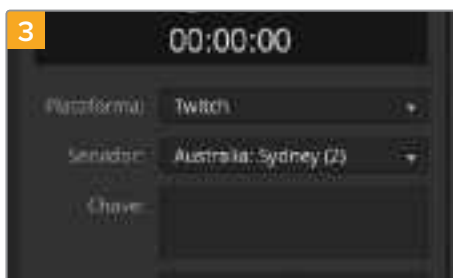 3
00:00:00
Plataforma: Twitch
Servidor: Australia: Sydney (2)
Chave: